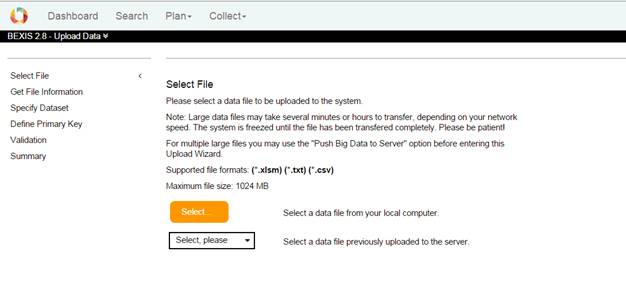 Dashboard Search Plan Collect
BEXIS 2.8 - Upload Data
Select File
Get File Information
Specify Dataset
Define Primary Key
Validation
Summary
Select File
Please select a data file to be uploaded to the system.
Note: Large data files may take several minutes or hours to transfer, depending on your network
speed. The system is freezed until the file has been transfered completely. Please be patient!
For multiple large files you may use the "Push Big Data to Server" option before entering this
Upload Wizard.
Supported file formats: (*.xlsm) (*.txt) (*.csv)
Maximum file size: 1024 MB
Select... Select a data file from your local computer.
Select, please Select a data file previously uploaded to the server.